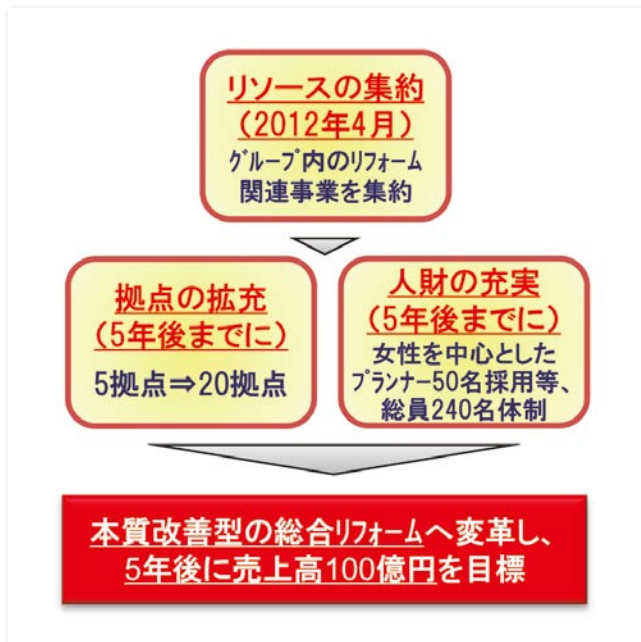 リソースの集約
(2012年4月)
ｸﾞﾙｰﾌﾟ内のﾘﾌｫｰﾑ
関連事業を集約
拠点の拡充
(5年後までに)
5拠点⇒20拠点
人財の充実
(5年後までに)
女性を中心とした
ﾌﾟﾗﾝﾅｰ50名採用等、
総員240名体制
本質改善型の総合ﾘﾌｫｰﾑへ変革し、
5年後に売上高100億円を目標